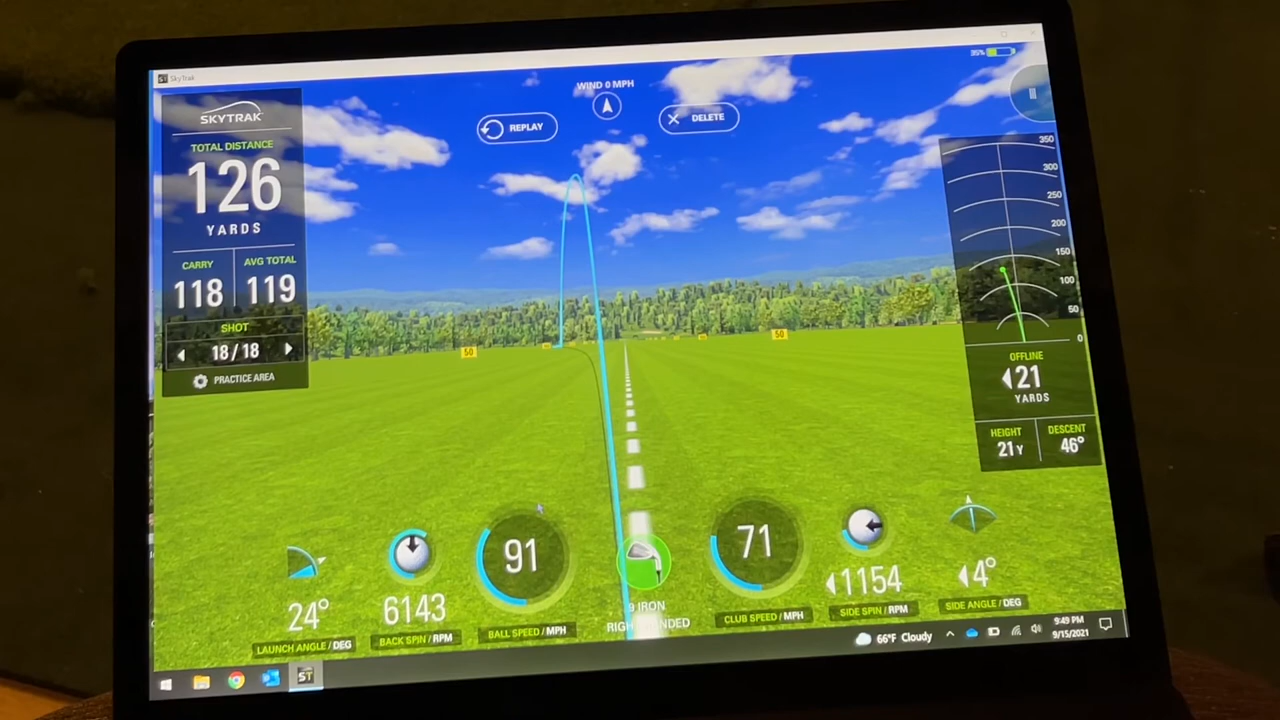 SkyTrak
35%
WIND 0 MPH
REPLAY
DELETE
SKYTRAK
TOTAL DISTANCE
126
YARDS
CARRY
118
AVG TOTAL
119
SHOT
18/18
PRACTICE AREA
50
50
350
300
250
200
150
100
50
0
OFFLINE
21
YARDS
HEIGHT
21Y
DESCENT
46°
24°
LAUNCH ANGLE / DEG
6143
BACK SPIN / RPM
91
BALL SPEED / MPH
9 IRON
71
CLUB SPEED / MPH
1154
SIDE SPIN / RPM
4°
SIDE ANGLE / DEG
ST
66°F Cloudy
9:49 PM
9/15/2021